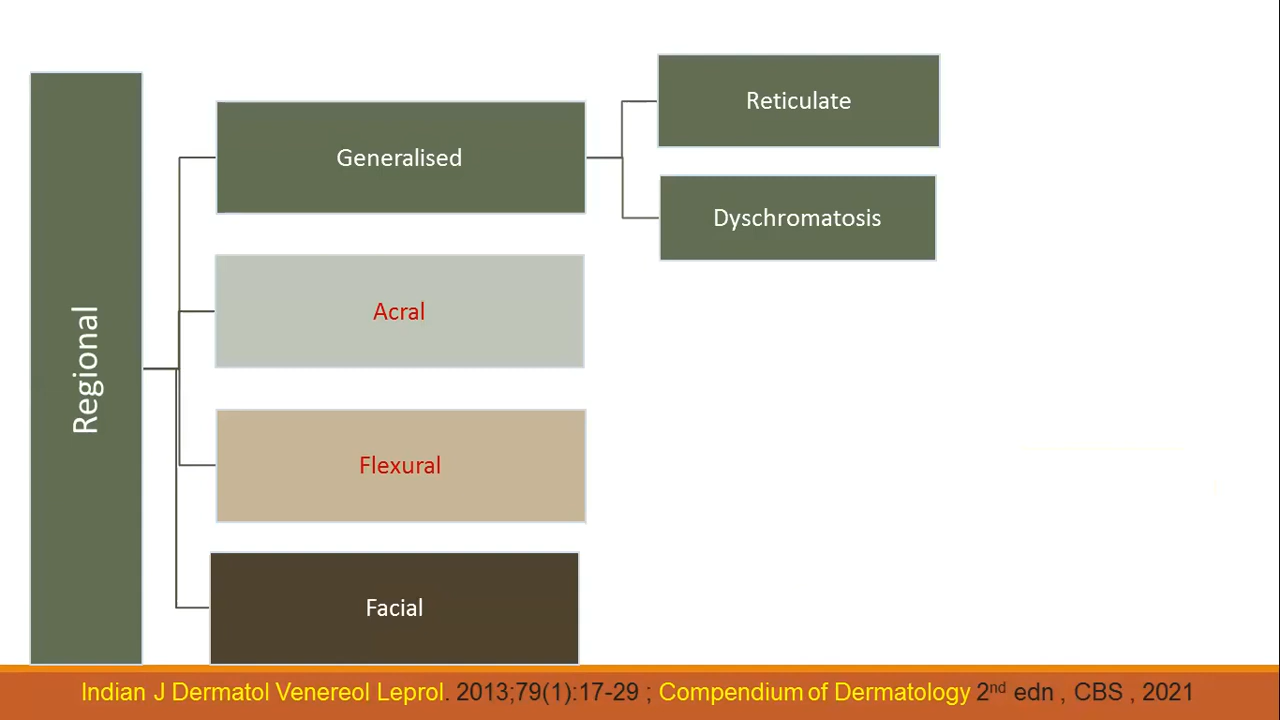 Regional
Generalised
Reticulate
Dyschromatosis
Acral
Flexural
Facial
Indian J Dermatol Venereol Leprol. 2013;79(1):17-29 ; Compendium of Dermatology 2nd edn , CBS , 2021